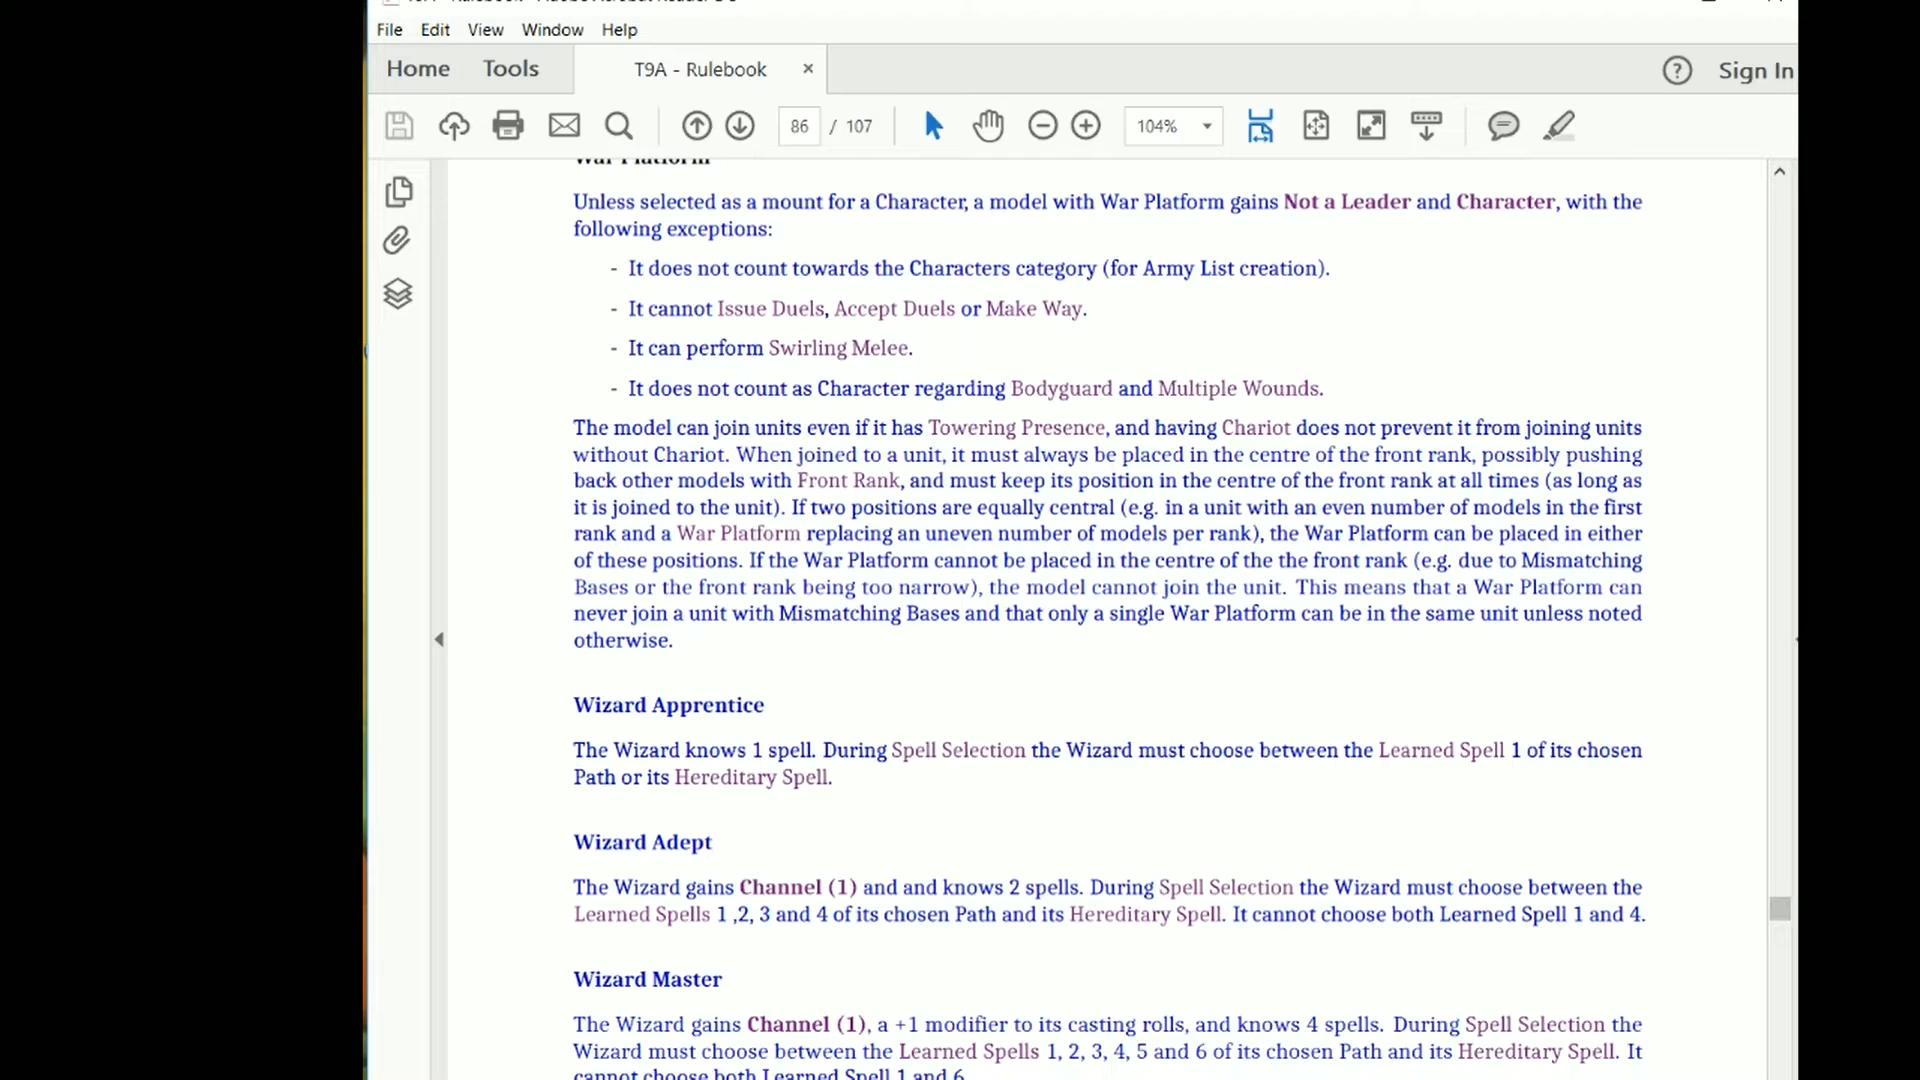 File Edit View Window Help
Home Tools T9A - Rulebook × ? Sign In
86 / 107 104%
War Platform
Unless selected as a mount for a Character, a model with War Platform gains Not a Leader and Character, with the
following exceptions:
- It does not count towards the Characters category (for Army List creation).
- It cannot Issue Duels, Accept Duels or Make Way.
- It can perform Swirling Melee.
- It does not count as Character regarding Bodyguard and Multiple Wounds.
The model can join units even if it has Towering Presence, and having Chariot does not prevent it from joining units
without Chariot. When joined to a unit, it must always be placed in the centre of the front rank, possibly pushing
back other models with Front Rank, and must keep its position in the centre of the front rank at all times (as long as
it is joined to the unit). If two positions are equally central (e.g. in a unit with an even number of models in the first
rank and a War Platform replacing an uneven number of models per rank), the War Platform can be placed in either
of these positions. If the War Platform cannot be placed in the centre of the the front rank (e.g. due to Mismatching
Bases or the front rank being too narrow), the model cannot join the unit. This means that a War Platform can
never join a unit with Mismatching Bases and that only a single War Platform can be in the same unit unless noted
otherwise.
Wizard Apprentice
The Wizard knows 1 spell. During Spell Selection the Wizard must choose between the Learned Spell 1 of its chosen
Path or its Hereditary Spell.
Wizard Adept
The Wizard gains Channel (1) and and knows 2 spells. During Spell Selection the Wizard must choose between the
Learned Spells 1 ,2, 3 and 4 of its chosen Path and its Hereditary Spell. It cannot choose both Learned Spell 1 and 4.
Wizard Master
The Wizard gains Channel (1), a +1 modifier to its casting rolls, and knows 4 spells. During Spell Selection the
Wizard must choose between the Learned Spells 1, 2, 3, 4, 5 and 6 of its chosen Path and its Hereditary Spell. It
cannot choose both Learned Spell 1 and 6.